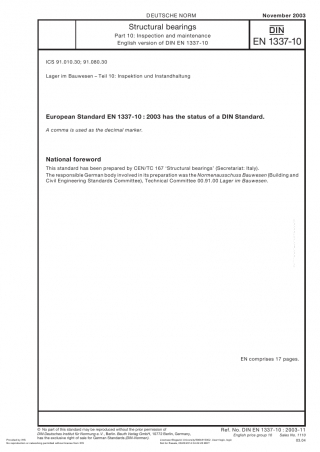 DEUTSCHE NORM
November 2003
Structural bearings
Part 10: Inspection and maintenance
English version of DIN EN 1337-10
DIN
EN 1337-10
ICS 91.010.30; 91.080.30
Lager im Bauwesen – Teil 10: Inspektion und Instandhaltung
European Standard EN 1337-10 : 2003 has the status of a DIN Standard.
A comma is used as the decimal marker.
National foreword
This standard has been prepared by CEN/TC 167 'Structural bearings' (Secretariat: Italy).
The responsible German body involved in its preparation was the Normenausschuss Bauwesen (Building and
Civil Engineering Standards Committee), Technical Committee 00.91.00 Lager im Bauwesen.
EN comprises 17 pages.
© No part of this standard may be reproduced without the prior permission of
DIN Deutsches Institut für Normung e. V., Berlin. Beuth Verlag GmbH, 10772 Berlin, Germany,
has the exclusive right of sale for German Standards (DIN-Normen).
Ref. No. DIN EN 1337-10 : 2003-11
English price group 10 Sales No. 1110
03.04